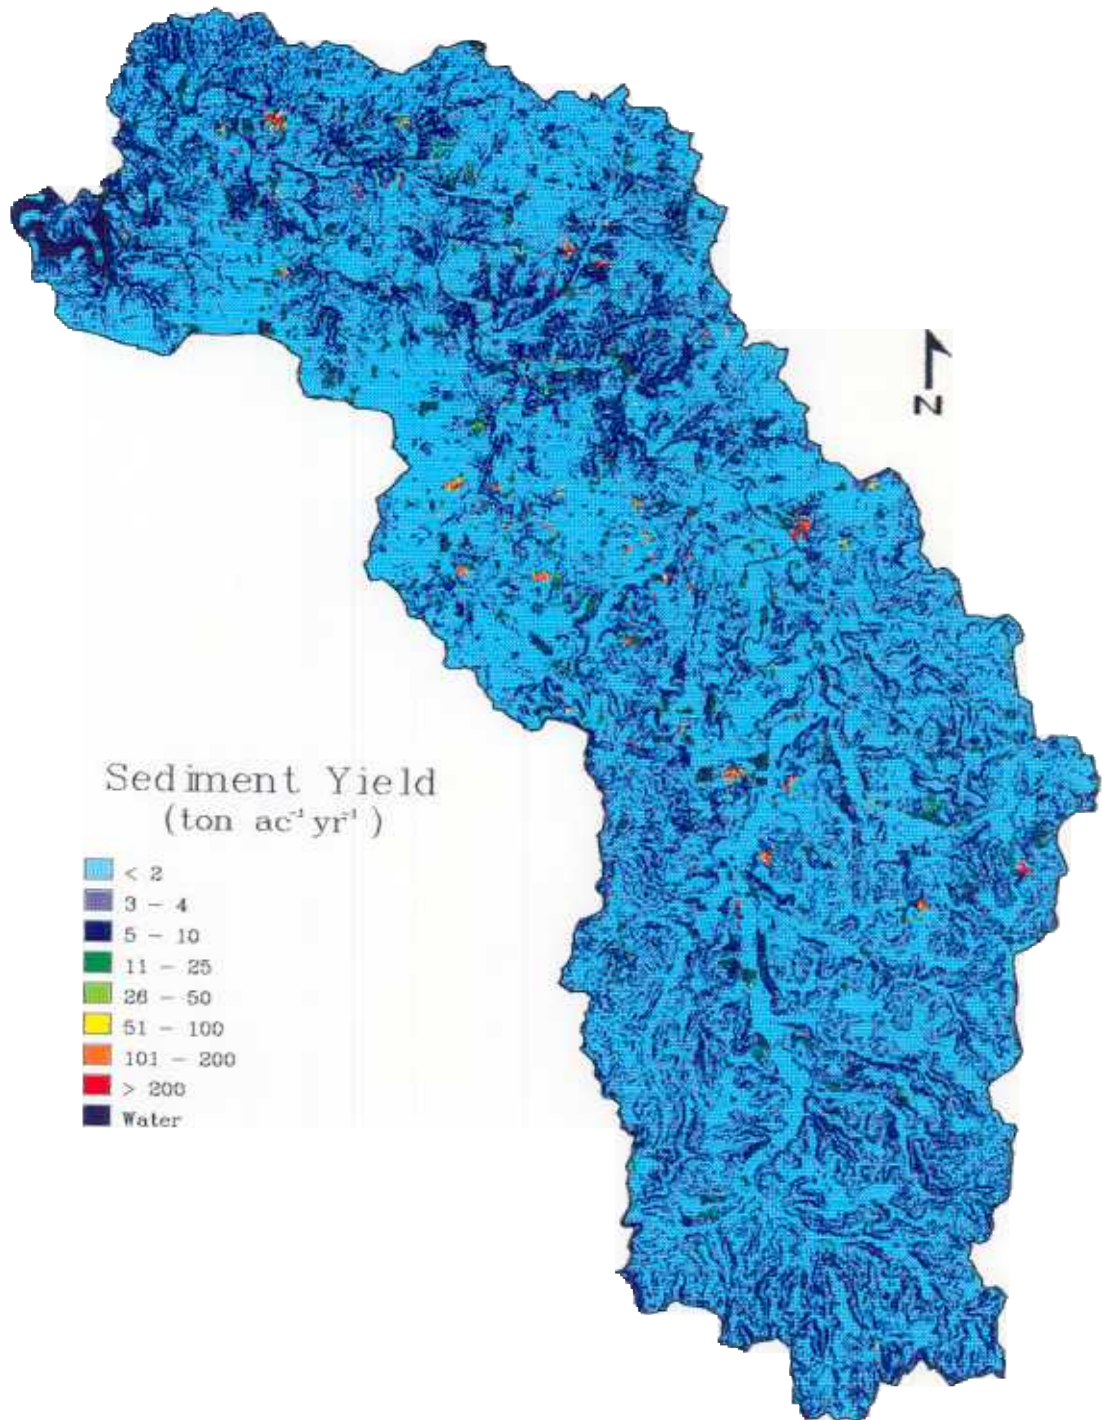 N
Sediment Yield
(ton ac⁻¹ yr⁻¹)
< 2
3 - 4
5 - 10
11 - 25
26 - 50
51 - 100
101 - 200
> 200
Water